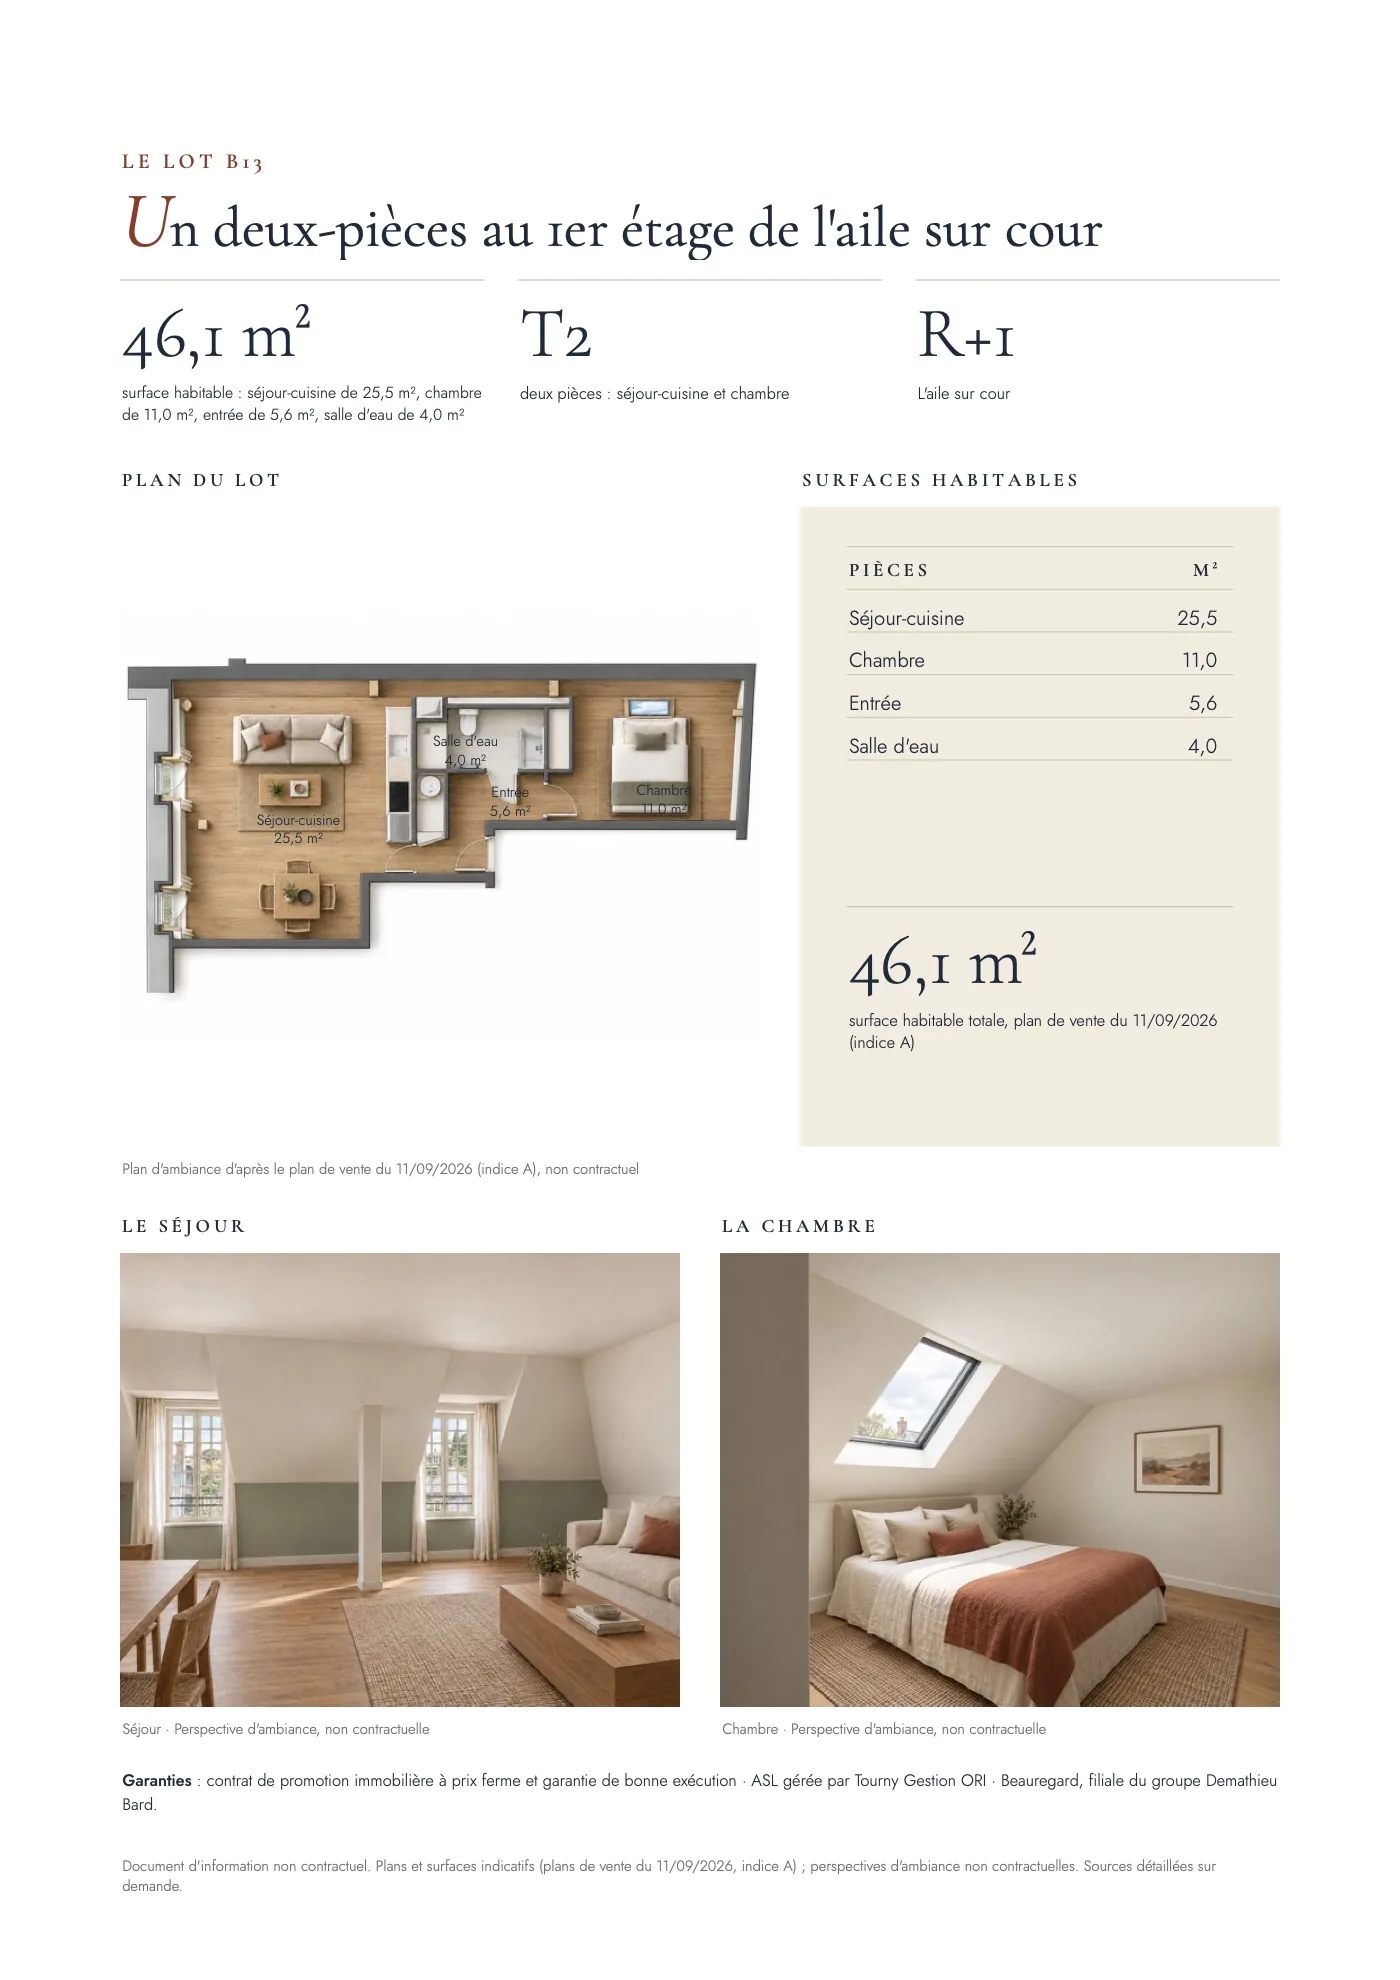 LE LOT B13
Un deux-pièces au 1er étage de l'aile sur cour
46,1 m²
surface habitable : séjour-cuisine de 25,5 m², chambre
de 11,0 m², entrée de 5,6 m², salle d'eau de 4,0 m²
T2
deux pièces : séjour-cuisine et chambre
R+1
L'aile sur cour
PLAN DU LOT
Salle d'eau
4,0 m²
Entrée
5,6 m²
Chambre
11,0 m²
Séjour-cuisine
25,5 m²
Plan d'ambiance d'après le plan de vente du 11/09/2026 (indice A), non contractuel
SURFACES HABITABLES
PIÈCES M²
Séjour-cuisine 25,5
Chambre 11,0
Entrée 5,6
Salle d'eau 4,0
46,1 m²
surface habitable totale, plan de vente du 11/09/2026
(indice A)
LE SÉJOUR
Séjour · Perspective d'ambiance, non contractuelle
LA CHAMBRE
Chambre · Perspective d'ambiance, non contractuelle
Garanties : contrat de promotion immobilière à prix ferme et garantie de bonne exécution · ASL gérée par Tourny Gestion ORI · Beauregard, filiale du groupe Demathieu
Bard.
Document d'information non contractuel. Plans et surfaces indicatifs (plans de vente du 11/09/2026, indice A) ; perspectives d'ambiance non contractuelles. Sources détaillées sur
demande.